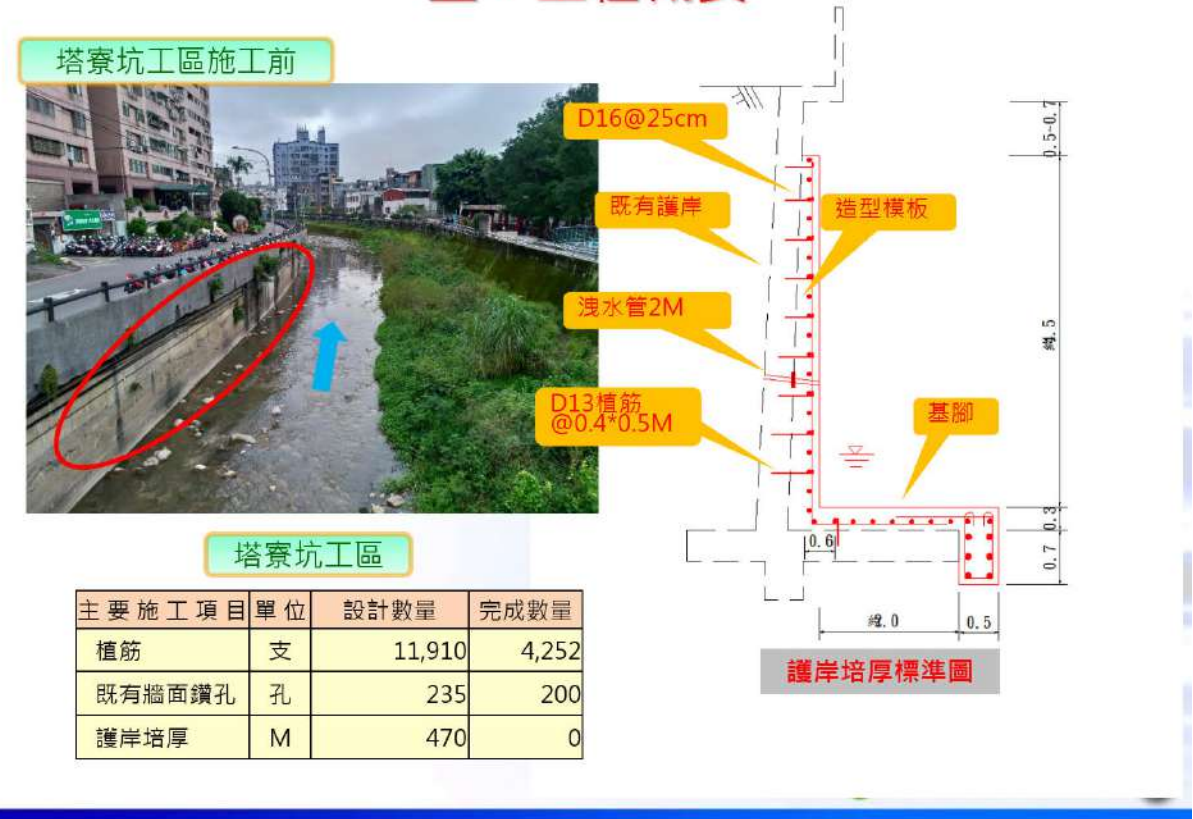 塔寮坑工區施工前
D16@25cm
既有護岸
造型模板
洩水管2M
D13植筋
@0.4*0.5M
基腳
0.5~0.7
0.3
0.7
0.6
0.5
護岸培厚標準圖
塔寮坑工區
主要施工項目 單位 設計數量 完成數量
植筋 支 11,910 4,252
既有牆面鑽孔 孔 235 200
護岸培厚 M 470 0